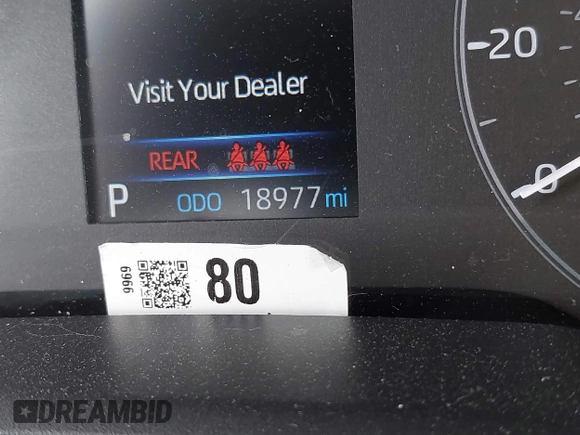 Visit Your Dealer
REAR
P ODO 18977 mi
20
0
9969
80
DREAMBID